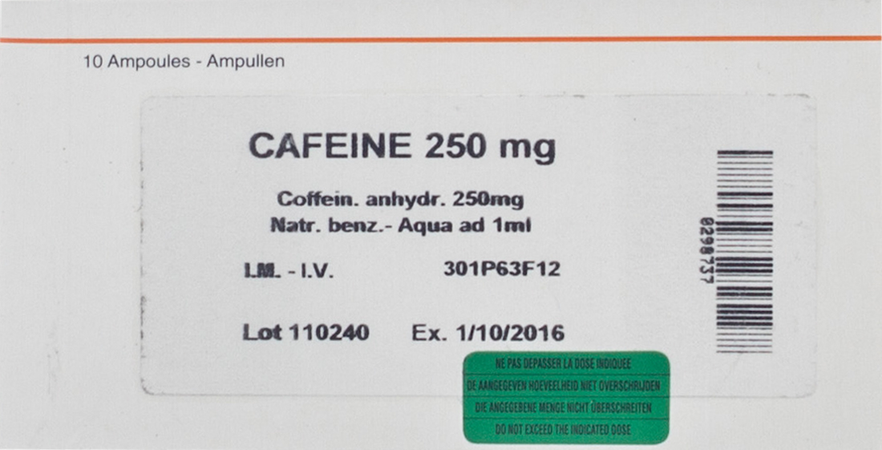 10 Ampoules - Ampullen
CAFEINE 250 mg
Coffein. anhydr. 250mg
Natr. benz.- Aqua ad 1ml
I.M. - I.V. 301P63F12
Lot 110240 Ex. 1/10/2016
0298737
NE PAS DEPASSER LA DOSE INDIQUEE
DE AANGEGEVEN HOEVEELHEID NIET OVERSCHRIJDEN
DIE ANGEGEBENE MENGE NICHT ÜBERSCHREITEN
DO NOT EXCEED THE INDICATED DOSE